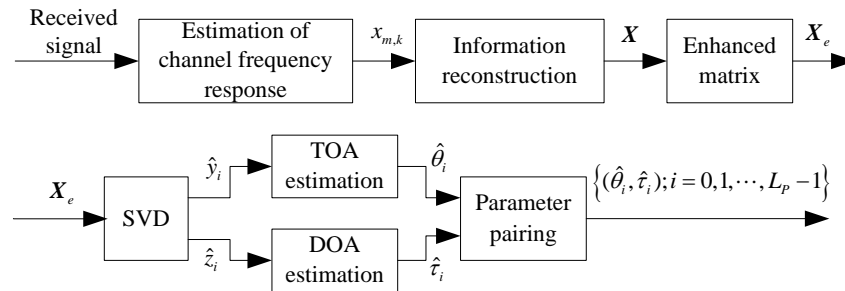 Received signal
Estimation of channel frequency response
x_{m,k}
Information reconstruction
X
Enhanced matrix
X_e
X_e
SVD
ŷ_i
TOA estimation
θ̂_i
ẑ_i
DOA estimation
τ̂_i
Parameter pairing
{(θ̂_i, τ̂_i); i = 0,1,⋯, L_P −1}